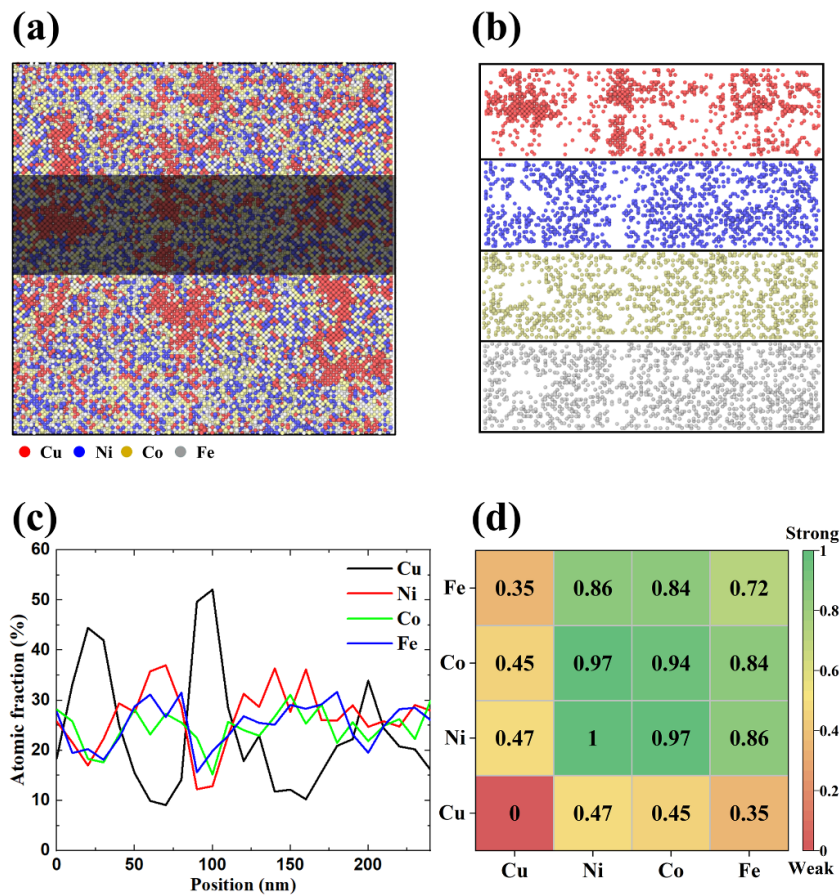 (a)
(b)
Cu Ni Co Fe
(c)
60
50
40
30
20
10
0
Atomic fraction (%)
0 50 100 150 200
Position (nm)
Cu
Ni
Co
Fe
(d)
Fe 0.35 0.86 0.84 0.72
Co 0.45 0.97 0.94 0.84
Ni 0.47 1 0.97 0.86
Cu 0 0.47 0.45 0.35
Cu Ni Co Fe
Strong
1
0.8
0.6
0.4
0.2
0
Weak